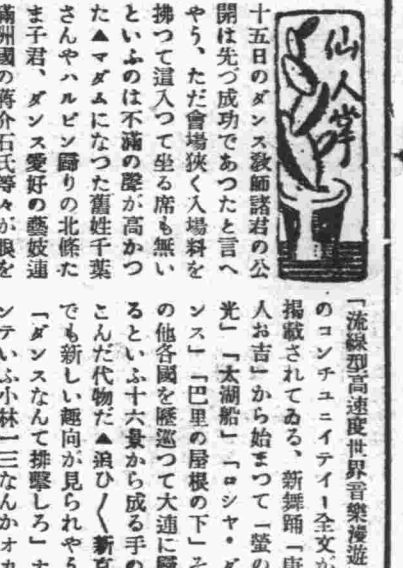 仙人掌
十五日のダンス教師諸君の公
開は先づ成功であつたと言へ
やう、ただ會場狹く入場料を
拂つて這入つて坐る席も無い
といふのは不滿の聲が高かつ
た▲マダムになつた舊姓千葉
さんやハルビン歸りの北條た
ま子君、ダンス愛好の藝妓連
滿洲國の蔣介石氏等々が眼を
「流線型高速度世界音樂漫遊
のコンチユニイテイー全文が
揭載されてゐる、新舞踊「唐
人お吉」から始まつて「螢の
光」「太湖船」「ロシヤ・ダ
ンス」「巴里の屋根の下」そ
の他各國を歷巡つて大連に歸
るといふ十六景から成る手の
こんだ代物だ▲追ひ〳〵新京
でも新しい趣向が見られやう
「ダンスなんて排擊しろ」オ
ンテいふ小林一三なんかオカ